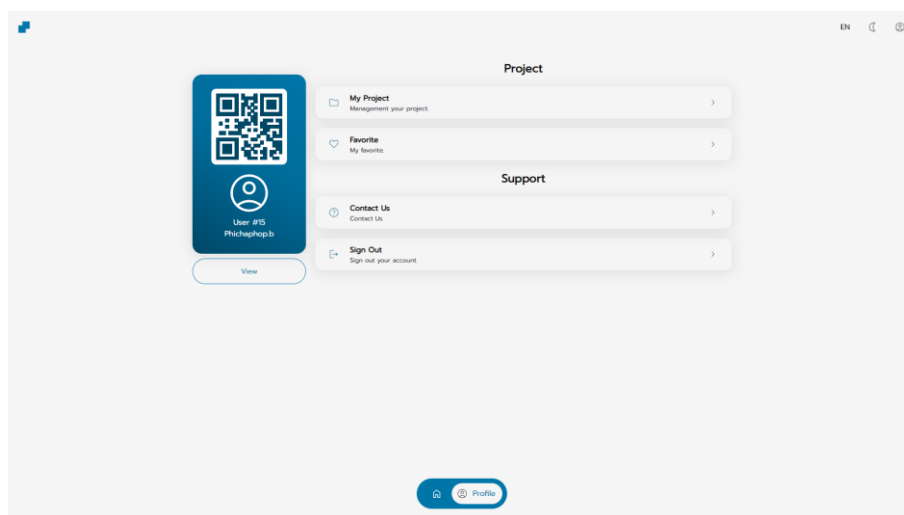 EN
User #15
Phichaphop.b
View
Project
My Project
Management your project.
Favorite
My favorite.
Support
Contact Us
Contact Us.
Sign Out
Sign out your account.
Profile